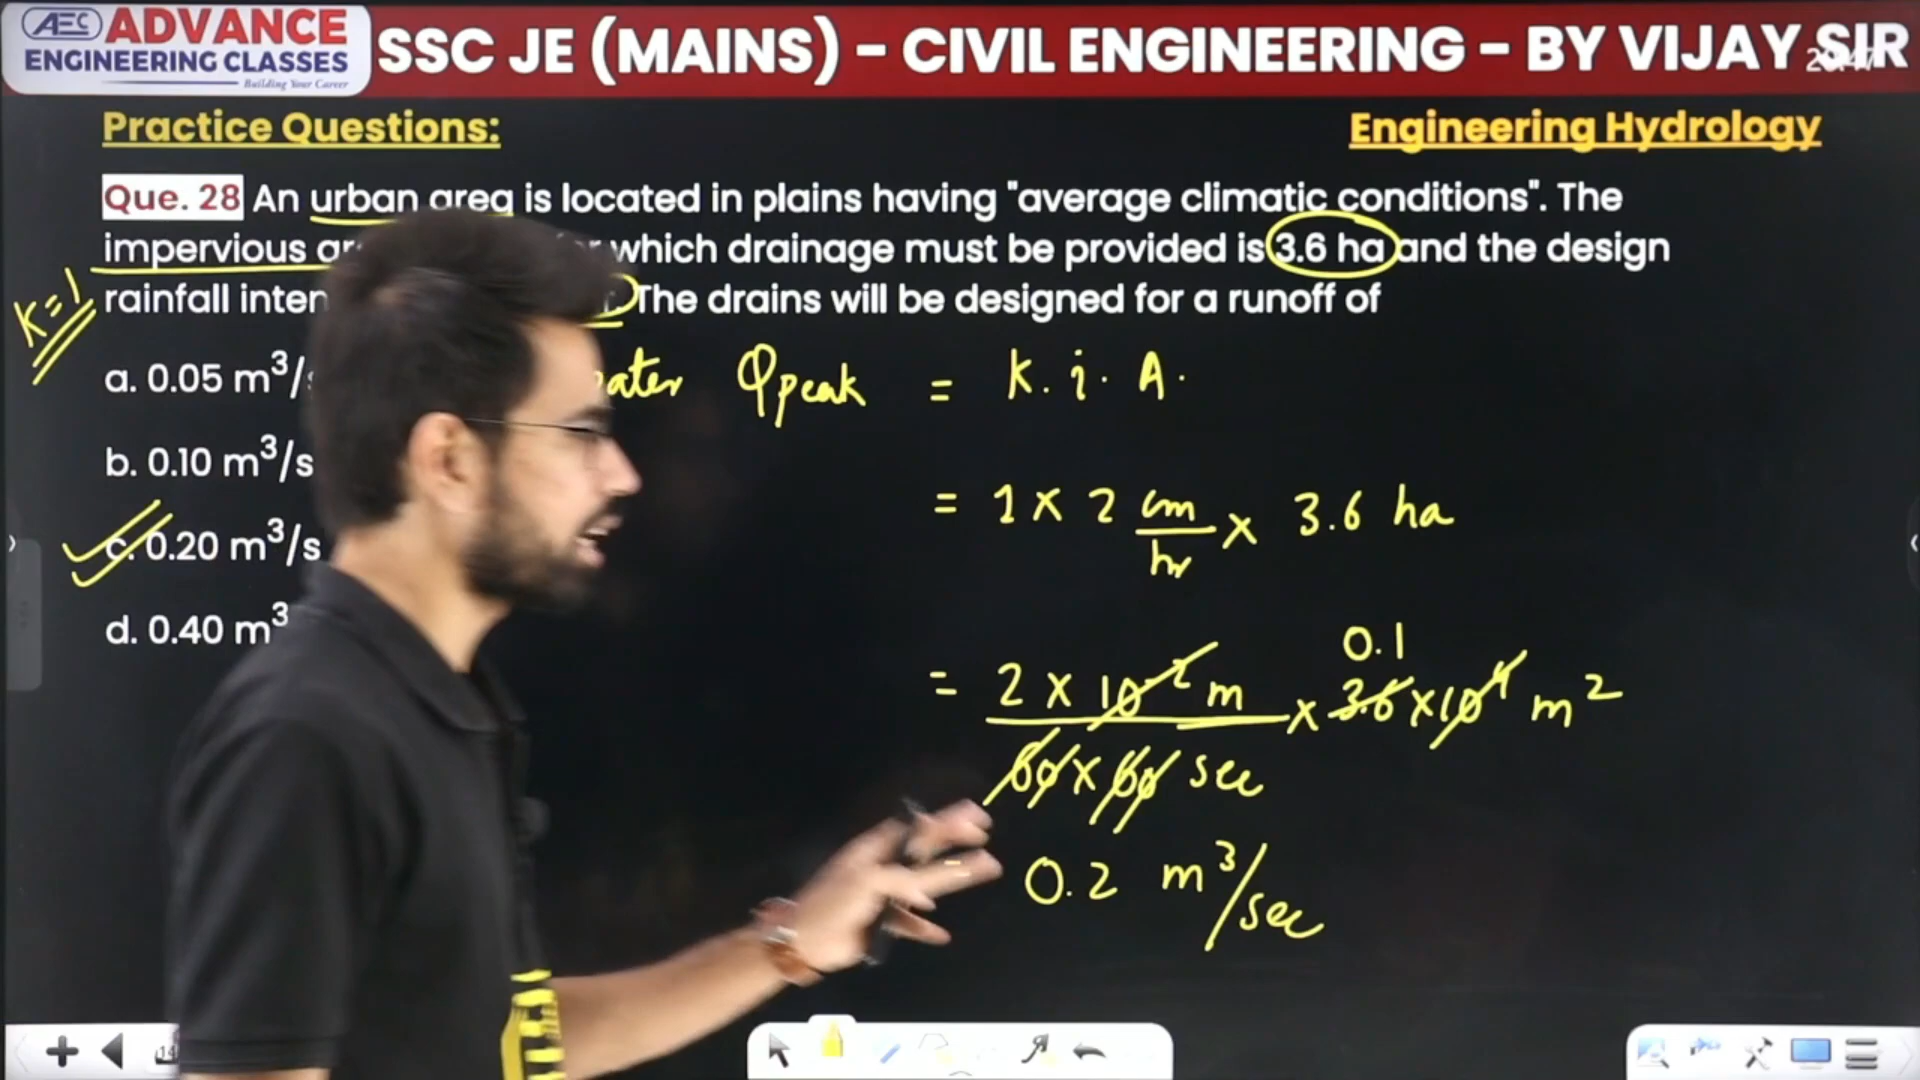 AEC ADVANCE
ENGINEERING CLASSES
Building Your Career
SSC JE (MAINS) - CIVIL ENGINEERING - BY VIJAY SIR
Practice Questions:
Engineering Hydrology
Que. 28 An urban area is located in plains having "average climatic conditions". The
impervious which drainage must be provided is 3.6 ha and the design
rainfall The drains will be designed for a runoff of
K=1
a. 0.05 m³/s
b. 0.10 m³/s
c. 0.20 m³/s
d. 0.40 m³
Qpeak = K. i. A.
= 1 × 2 cm/hr × 3.6 ha
0.1
= 2 × 10⁻² m × 3.6 × 10⁴ m²
60 × 60 sec
0.2 m³/sec